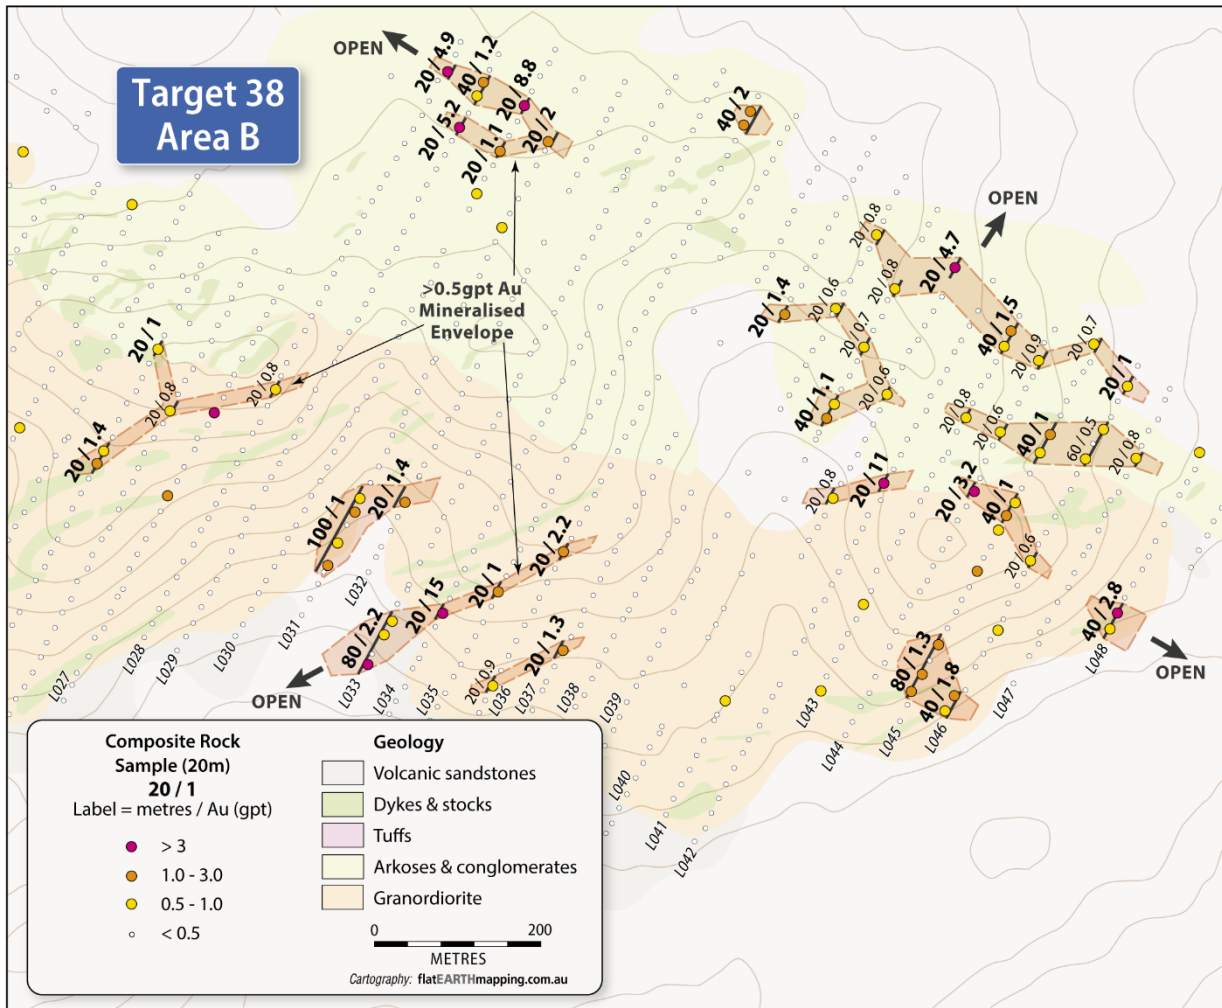 Target 38
Area B
OPEN
20 / 4.9
40 / 1.2
20 / 8.8
20 / 5.2
20 / 1.1
20 / 2
40 / 2
OPEN
20 / 0.8
20 / 0.8
20 / 4.7
20 / 1.4
20 / 0.6
20 / 0.7
40 / 1.5
20 / 0.9
20 / 0.7
20 / 1
>0.5gpt Au
Mineralised
Envelope
20 / 1
20 / 0.8
20 / 0.8
20 / 1.4
40 / 1.1
20 / 0.6
20 / 0.8
20 / 0.6
40 / 1
60 / 0.5
20 / 0.8
100 / 1
20 / 1.4
20 / 0.8
20 / 11
20 / 3.2
40 / 1
20 / 0.6
20 / 2.2
20 / 1
20 / 15
80 / 2.2
20 / 1.3
20 / 0.9
40 / 2.8
80 / 1.3
40 / 1.8
OPEN
OPEN
L027
L028
L029
L030
L031
L032
L033
L034
L035
L036
L037
L038
L039
L040
L041
L042
L043
L044
L045
L046
L047
L048
Composite Rock
Sample (20m)
20 / 1
Label = metres / Au (gpt)
> 3
1.0 - 3.0
0.5 - 1.0
< 0.5
Geology
Volcanic sandstones
Dykes & stocks
Tuffs
Arkoses & conglomerates
Granordiorite
0 200
METRES
Cartography: flatEARTHmapping.com.au